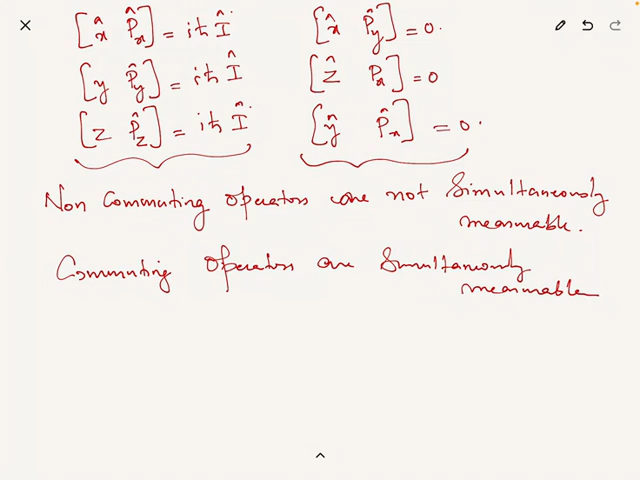 [x̂ P̂x] = iħ Î [x̂ P̂y] = 0.
[y P̂y] = iħ Î [ẑ Px] = 0
[z P̂z] = iħ Î [ŷ P̂x] = 0.
Non Commuting operators are not Simultaneously
measurable.
Commuting operators are Simultaneously
measurable